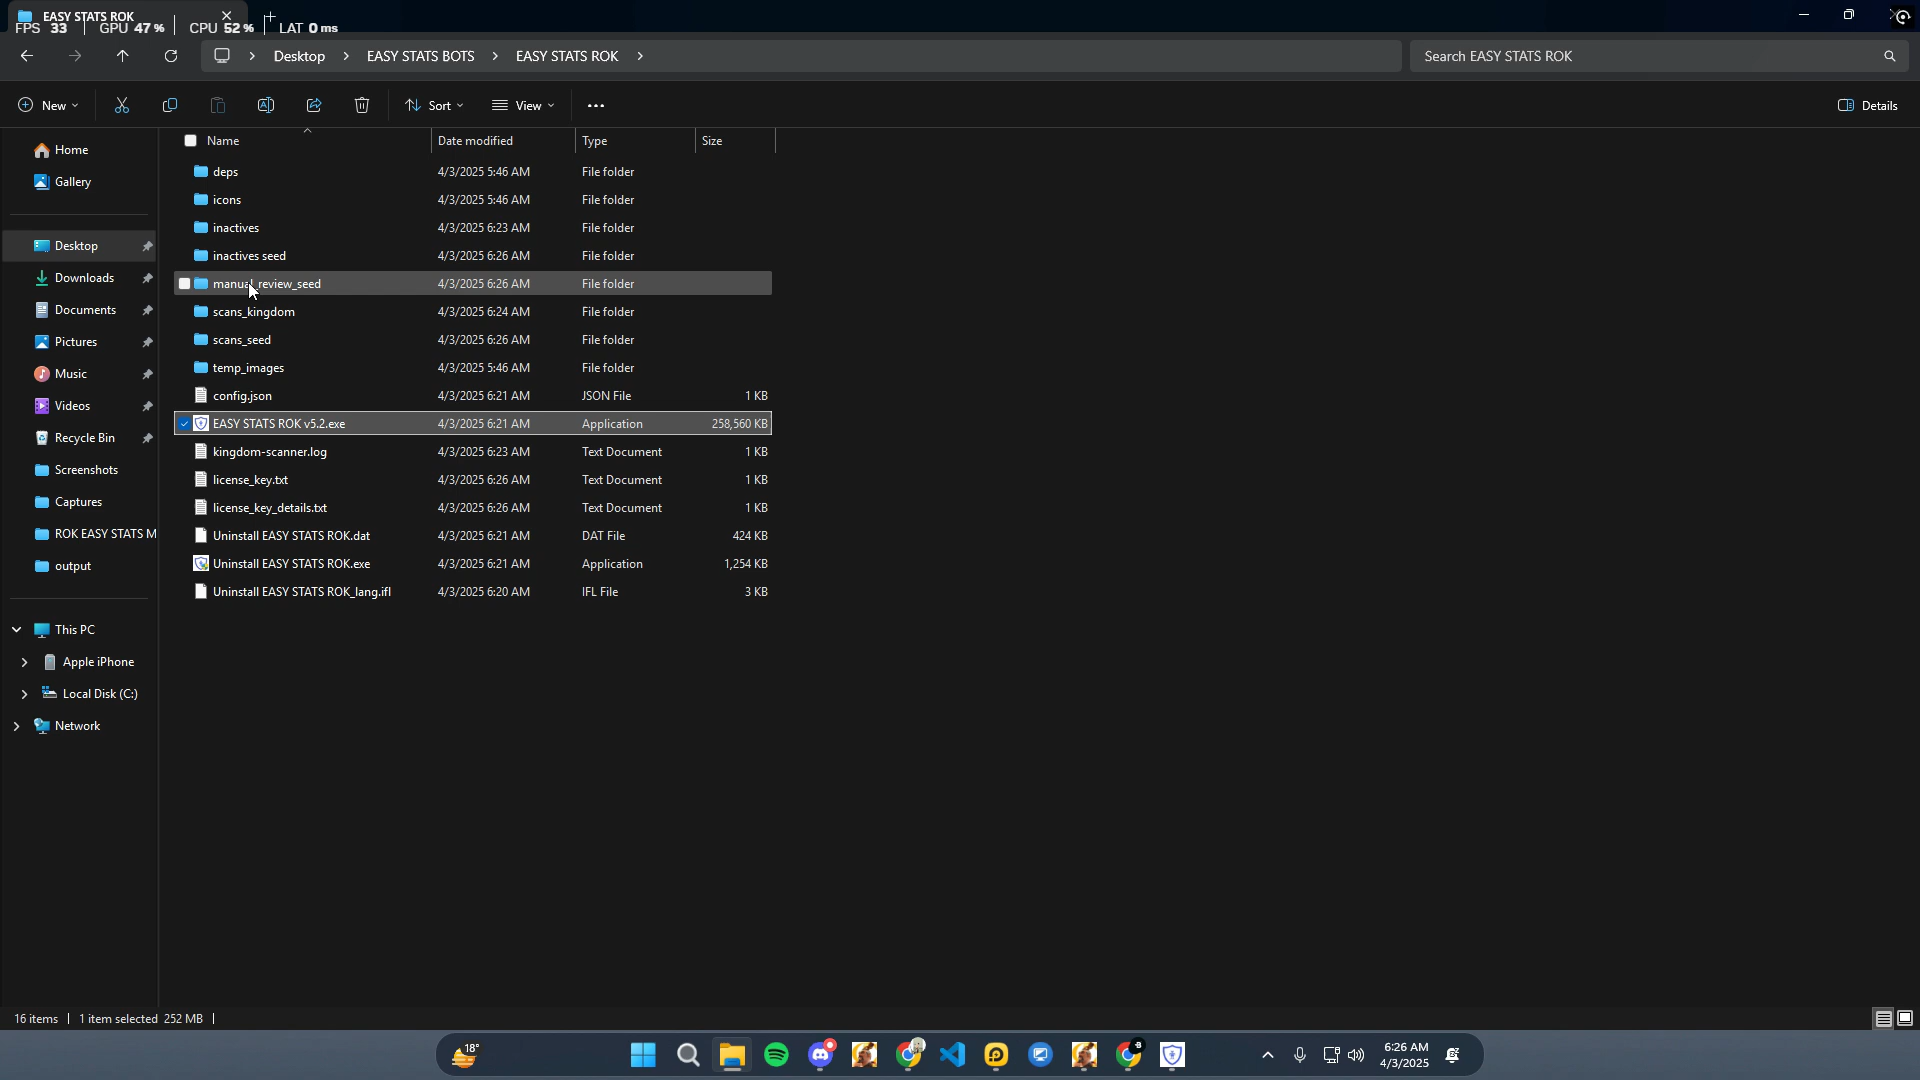 EASY STATS ROK
FPS 33 GPU 47 % CPU 52 % LAT 0 ms
Desktop EASY STATS BOTS EASY STATS ROK
Search EASY STATS ROK
New Sort View Details
Name Date modified Type Size
Home
Gallery
Desktop
Downloads
Documents
Pictures
Music
Videos
Recycle Bin
Screenshots
Captures
ROK EASY STATS M
output
This PC
Apple iPhone
Local Disk (C:)
Network
deps 4/3/2025 5:46 AM File folder
icons 4/3/2025 5:46 AM File folder
inactives 4/3/2025 6:23 AM File folder
inactives seed 4/3/2025 6:26 AM File folder
manual_review_seed 4/3/2025 6:26 AM File folder
scans_kingdom 4/3/2025 6:24 AM File folder
scans_seed 4/3/2025 6:26 AM File folder
temp_images 4/3/2025 5:46 AM File folder
config.json 4/3/2025 6:21 AM JSON File 1 KB
EASY STATS ROK v5.2.exe 4/3/2025 6:21 AM Application 258,560 KB
kingdom-scanner.log 4/3/2025 6:23 AM Text Document 1 KB
license_key.txt 4/3/2025 6:26 AM Text Document 1 KB
license_key_details.txt 4/3/2025 6:26 AM Text Document 1 KB
Uninstall EASY STATS ROK.dat 4/3/2025 6:21 AM DAT File 424 KB
Uninstall EASY STATS ROK.exe 4/3/2025 6:21 AM Application 1,254 KB
Uninstall EASY STATS ROK_lang.ifl 4/3/2025 6:20 AM IFL File 3 KB
16 items 1 item selected 252 MB
18°
6:26 AM
4/3/2025